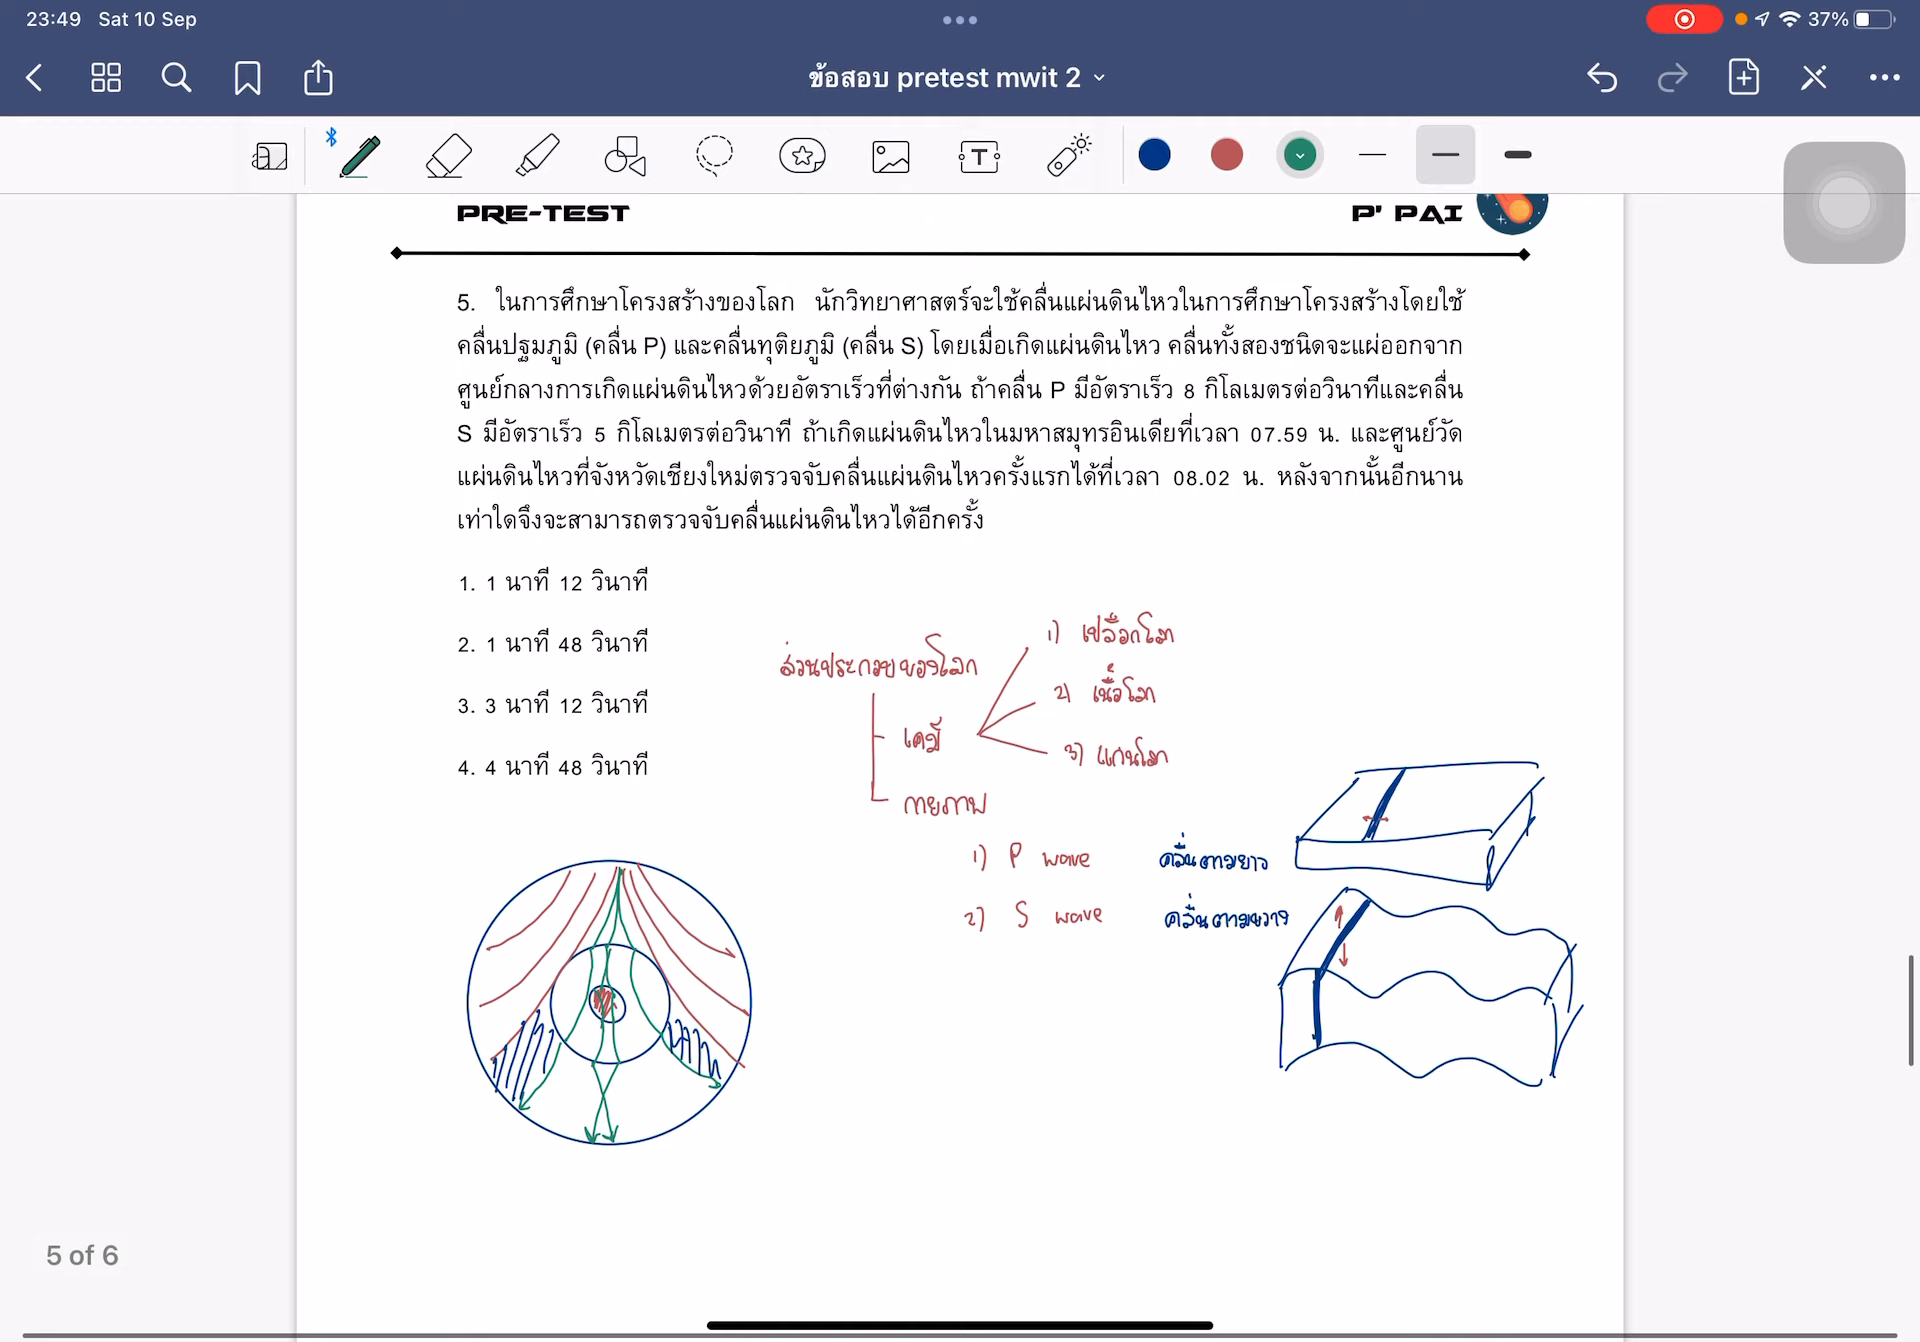 23:49 Sat 10 Sep
37%
ข้อสอบ pretest mwit 2
PRE-TEST
P' PAI
5. ในการศึกษาโครงสร้างของโลก นักวิทยาศาสตร์จะใช้คลื่นแผ่นดินไหวในการศึกษาโครงสร้างโดยใช้
คลื่นปฐมภูมิ (คลื่น P) และคลื่นทุติยภูมิ (คลื่น S) โดยเมื่อเกิดแผ่นดินไหว คลื่นทั้งสองชนิดจะแผ่ออกจาก
ศูนย์กลางการเกิดแผ่นดินไหวด้วยอัตราเร็วที่ต่างกัน ถ้าคลื่น P มีอัตราเร็ว 8 กิโลเมตรต่อวินาทีและคลื่น
S มีอัตราเร็ว 5 กิโลเมตรต่อวินาที ถ้าเกิดแผ่นดินไหวในมหาสมุทรอินเดียที่เวลา 07.59 น. และศูนย์วัด
แผ่นดินไหวที่จังหวัดเชียงใหม่ตรวจจับคลื่นแผ่นดินไหวครั้งแรกได้ที่เวลา 08.02 น. หลังจากนั้นอีกนาน
เท่าใดจึงจะสามารถตรวจจับคลื่นแผ่นดินไหวได้อีกครั้ง
1. 1 นาที 12 วินาที
2. 1 นาที 48 วินาที
3. 3 นาที 12 วินาที
4. 4 นาที 48 วินาที
ส่วนประกอบของโลก
1) เปลือกโลก
2) เนื้อโลก
เคมี
3) แก่นโลก
กายภาพ
1) P wave คลื่นตามยาว
2) S wave คลื่นตามขวาง
5 of 6